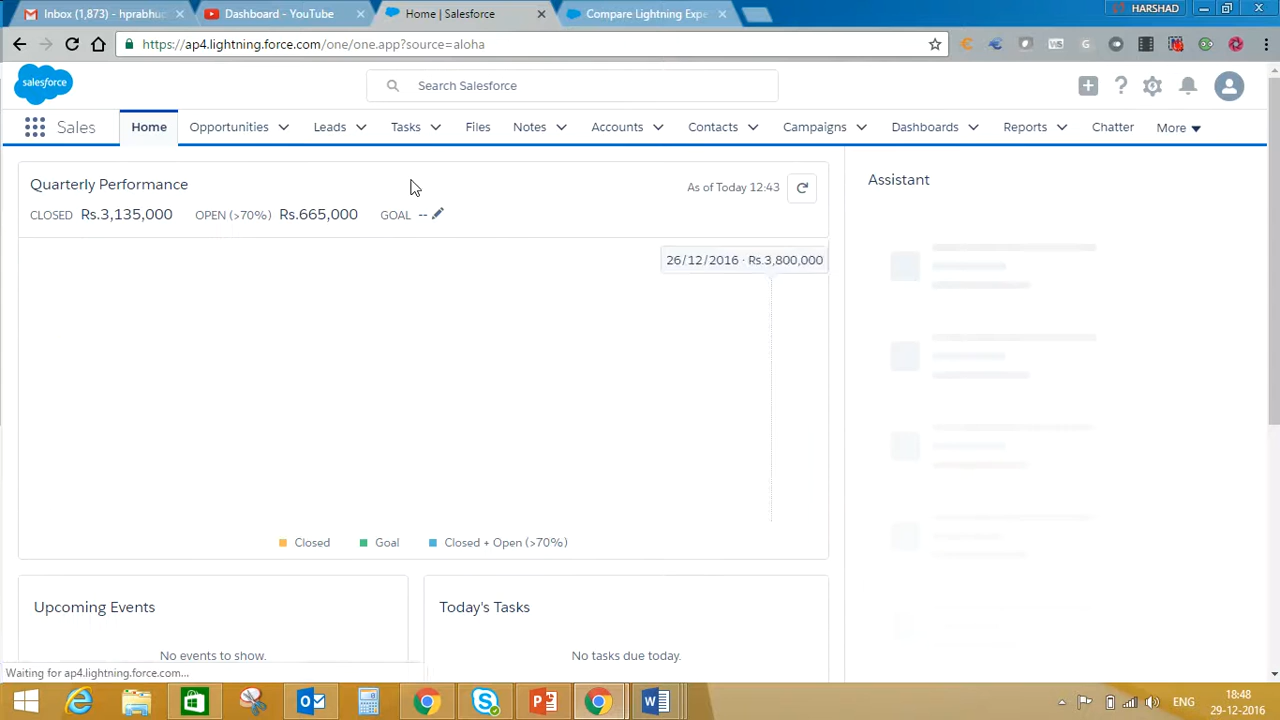 Inbox (1,873) - hprabhuc
Dashboard - YouTube
Home | Salesforce
Compare Lightning Expe
HARSHAD
https://ap4.lightning.force.com/one/one.app?source=aloha
salesforce
Search Salesforce
Sales
Home
Opportunities
Leads
Tasks
Files
Notes
Accounts
Contacts
Campaigns
Dashboards
Reports
Chatter
More
Quarterly Performance
As of Today 12:43
CLOSED Rs.3,135,000 OPEN (>70%) Rs.665,000 GOAL --
26/12/2016 · Rs.3,800,000
Closed
Goal
Closed + Open (>70%)
Assistant
Upcoming Events
No events to show.
Today's Tasks
No tasks due today.
Waiting for ap4.lightning.force.com...
ENG
18:48
29-12-2016